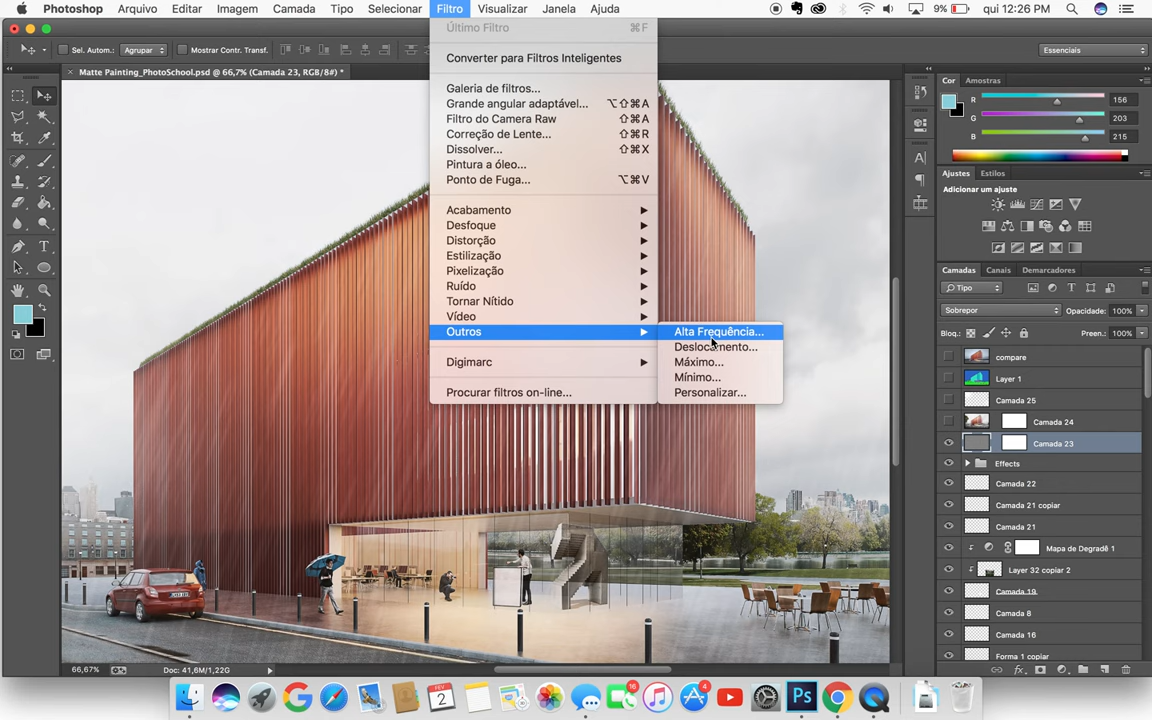 Photoshop Arquivo Editar Imagem Camada Tipo Selecionar Filtro Visualizar Janela Ajuda 9% qui 12:26 PM
Sel. Autom.: Agrupar Mostrar Contr. Transf. Essenciais
Matte Painting_PhotoSchool.psd @ 66,7% (Camada 23, RGB/8#) *
Último Filtro ⌘F
Converter para Filtros Inteligentes
Galeria de filtros...
Grande angular adaptável... ⌥⇧⌘A
Filtro do Camera Raw ⇧⌘A
Correção de Lente... ⇧⌘R
Dissolver... ⇧⌘X
Pintura a óleo...
Ponto de Fuga... ⌥⌘V
Acabamento
Desfoque
Distorção
Estilização
Pixelização
Ruído
Tornar Nítido
Vídeo
Outros
Digimarc
Procurar filtros on-line...
Alta Frequência...
Deslocamento...
Máximo...
Mínimo...
Personalizar...
Cor Amostras
R 156
G 203
B 215
Ajustes Estilos
Adicionar um ajuste
Camadas Canais Demarcadores
Tipo
Sobrepor Opacidade: 100%
Bloq.: Preen.: 100%
compare
Layer 1
Camada 25
Camada 24
Camada 23
Effects
Camada 22
Camada 21 copiar
Camada 21
Mapa de Degradê 1
Layer 32 copiar 2
Camada 19
Camada 8
Camada 16
Forma 1 copiar
66,67% Doc: 41,6M/1,22G
FEV
2
16
4
Ps